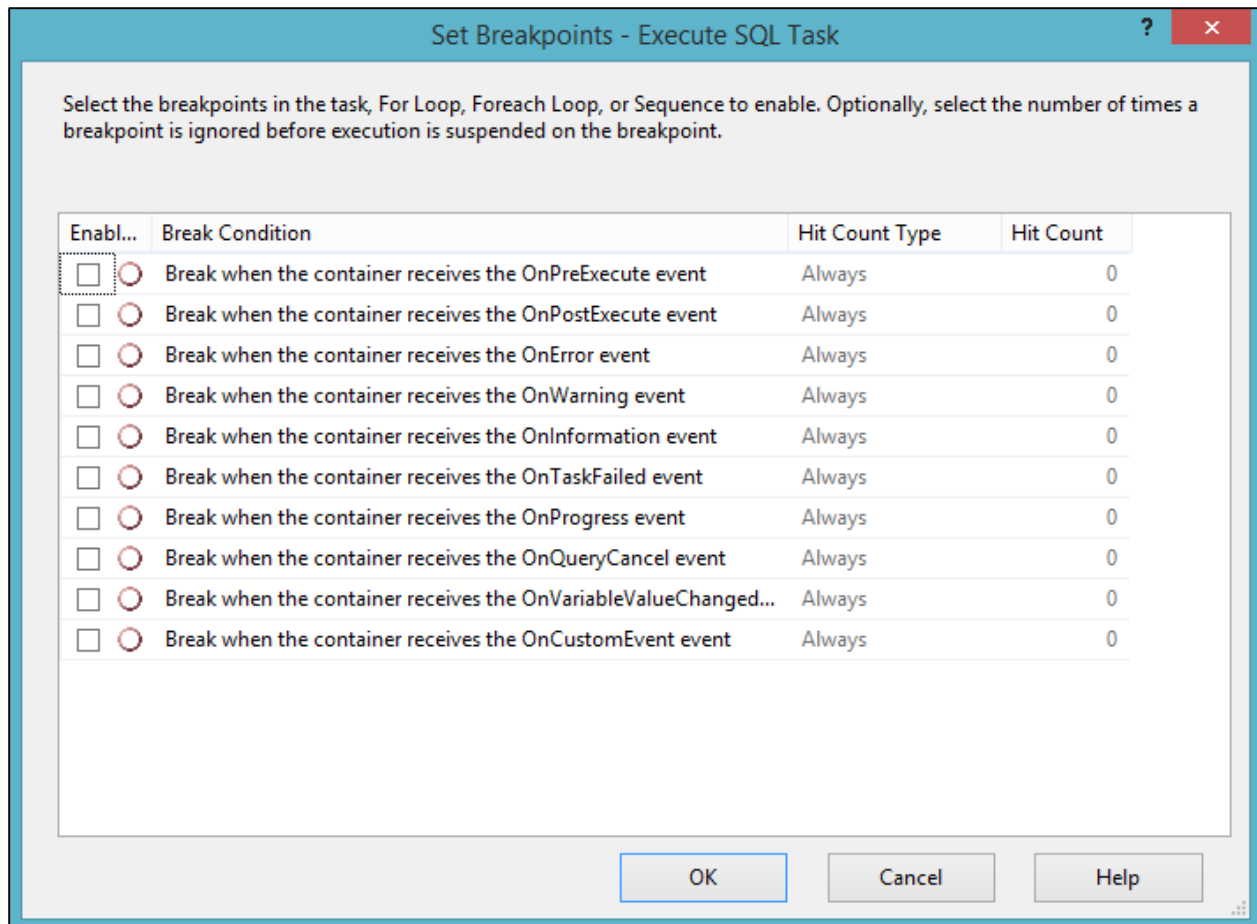 Set Breakpoints - Execute SQL Task
?
Select the breakpoints in the task, For Loop, Foreach Loop, or Sequence to enable. Optionally, select the number of times a
breakpoint is ignored before execution is suspended on the breakpoint.
Enabl... Break Condition Hit Count Type Hit Count
Break when the container receives the OnPreExecute event Always 0
Break when the container receives the OnPostExecute event Always 0
Break when the container receives the OnError event Always 0
Break when the container receives the OnWarning event Always 0
Break when the container receives the OnInformation event Always 0
Break when the container receives the OnTaskFailed event Always 0
Break when the container receives the OnProgress event Always 0
Break when the container receives the OnQueryCancel event Always 0
Break when the container receives the OnVariableValueChanged... Always 0
Break when the container receives the OnCustomEvent event Always 0
OK Cancel Help